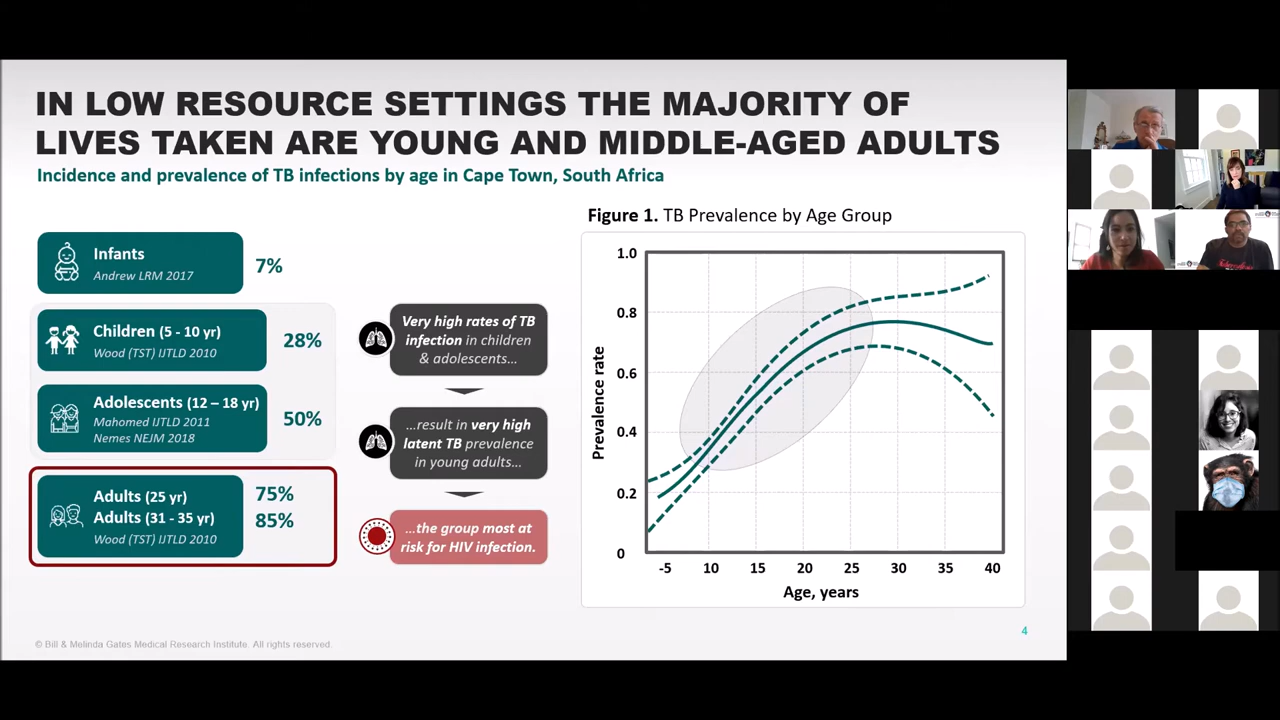 IN LOW RESOURCE SETTINGS THE MAJORITY OF
LIVES TAKEN ARE YOUNG AND MIDDLE-AGED ADULTS
Incidence and prevalence of TB infections by age in Cape Town, South Africa
Infants
Andrew LRM 2017
7%
Children (5 - 10 yr)
Wood (TST) IJTLD 2010
28%
Adolescents (12 – 18 yr)
Mahomed IJTLD 2011
Nemes NEJM 2018
50%
Adults (25 yr)
75%
Adults (31 - 35 yr)
85%
Wood (TST) IJTLD 2010
Very high rates of TB
infection in children
& adolescents...
...result in very high
latent TB prevalence
in young adults...
...the group most at
risk for HIV infection.
Figure 1. TB Prevalence by Age Group
Prevalence rate
1.0
0.8
0.6
0.4
0.2
0
-5 10 15 20 25 30 35 40
Age, years
4
© Bill & Melinda Gates Medical Research Institute. All rights reserved.